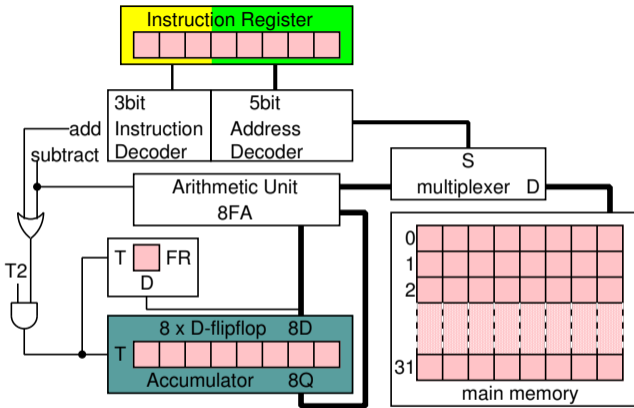 Instruction Register
3bit
Instruction
Decoder
5bit
Address
Decoder
add
subtract
S
multiplexer D
Arithmetic Unit
8FA
T FR
D
T2
8 x D-flipflop 8D
T
Accumulator 8Q
0
1
2
31
main memory